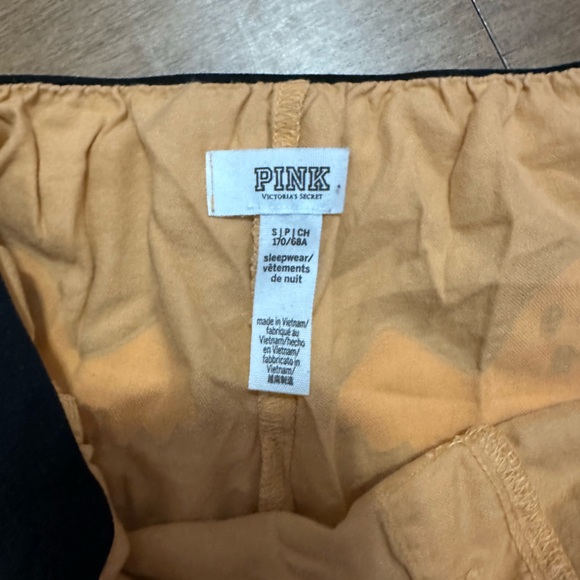 PINK
VICTORIA'S SECRET
S | P | CH
170/68A
sleepwear/
vêtements
de nuit
made in Vietnam/
fabriqué au
Vietnam/hecho
en Vietnam/
fabbricato in
Vietnam/
越南制造